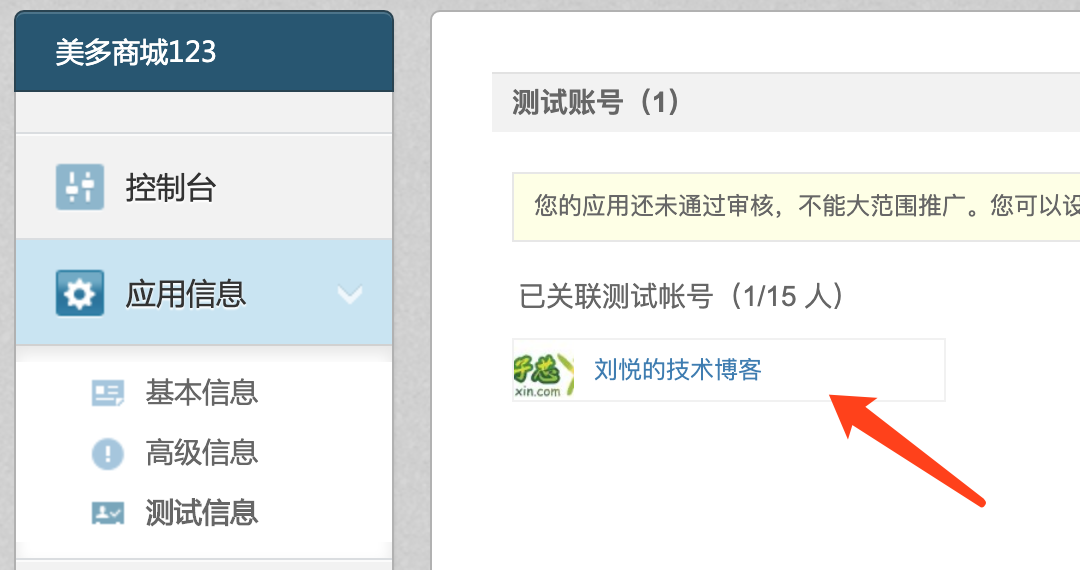 美多商城123
控制台
应用信息
基本信息
高级信息
测试信息
测试账号（1）
您的应用还未通过审核，不能大范围推广。您可以设
已关联测试帐号（1/15 人）
xin.com
刘悦的技术博客